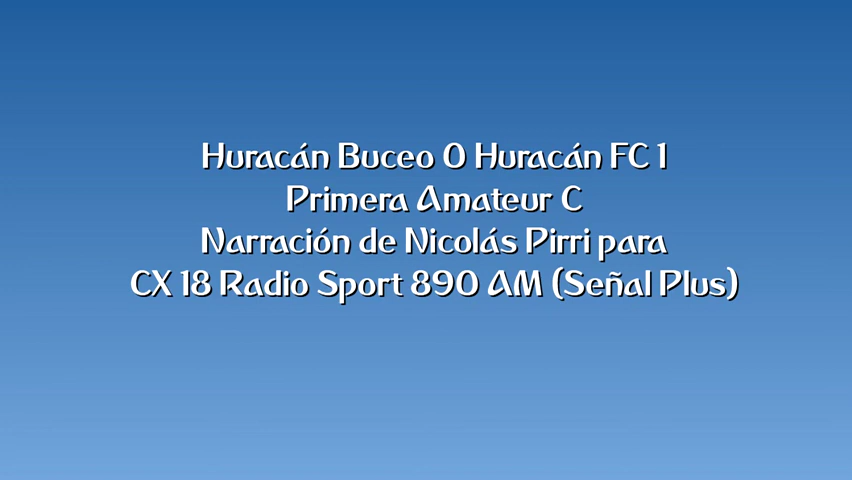 Huracán Buceo 0 Huracán FC 1
Primera Amateur C
Narración de Nicolás Pirri para
CX 18 Radio Sport 890 AM (Señal Plus)